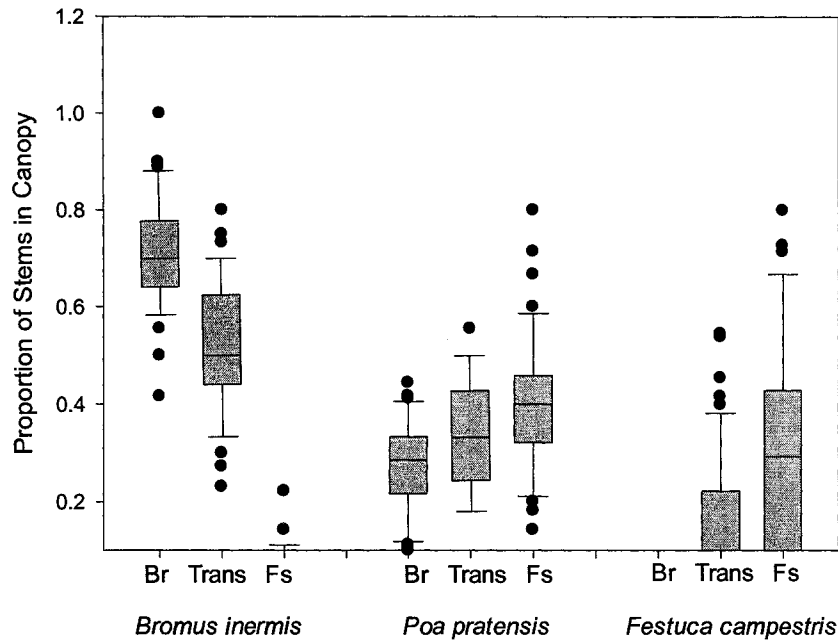 Proportion of Stems in Canopy
1.2
1.0
0.8
0.6
0.4
0.2
Br Trans Fs Br Trans Fs Br Trans Fs
Bromus inermis Poa pratensis Festuca campestris